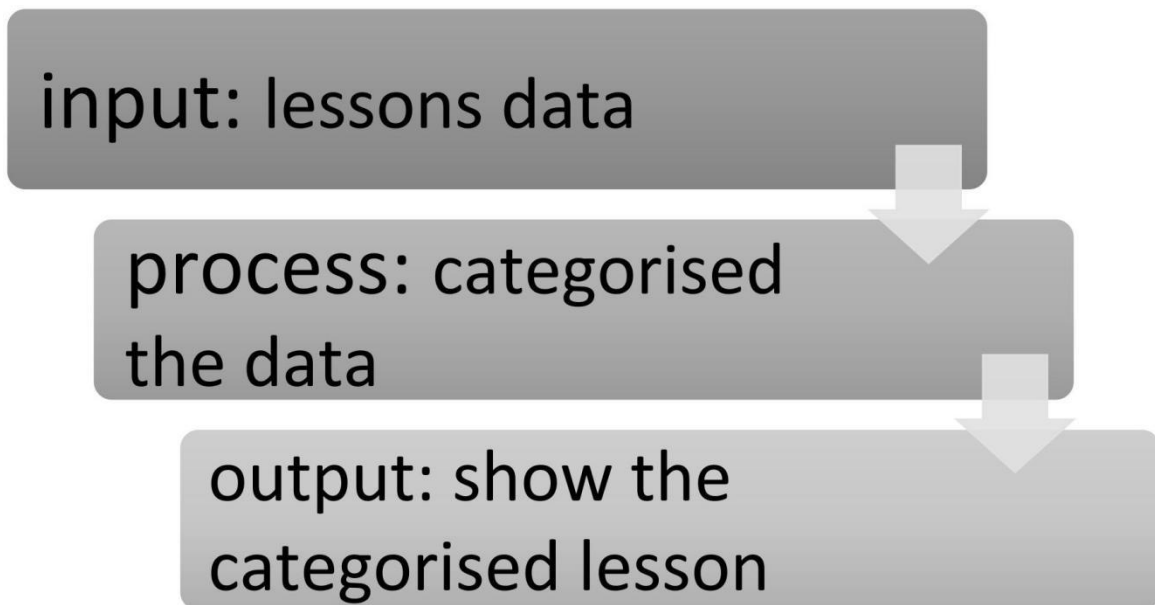 input: lessons data
process: categorised
the data
output: show the
categorised lesson